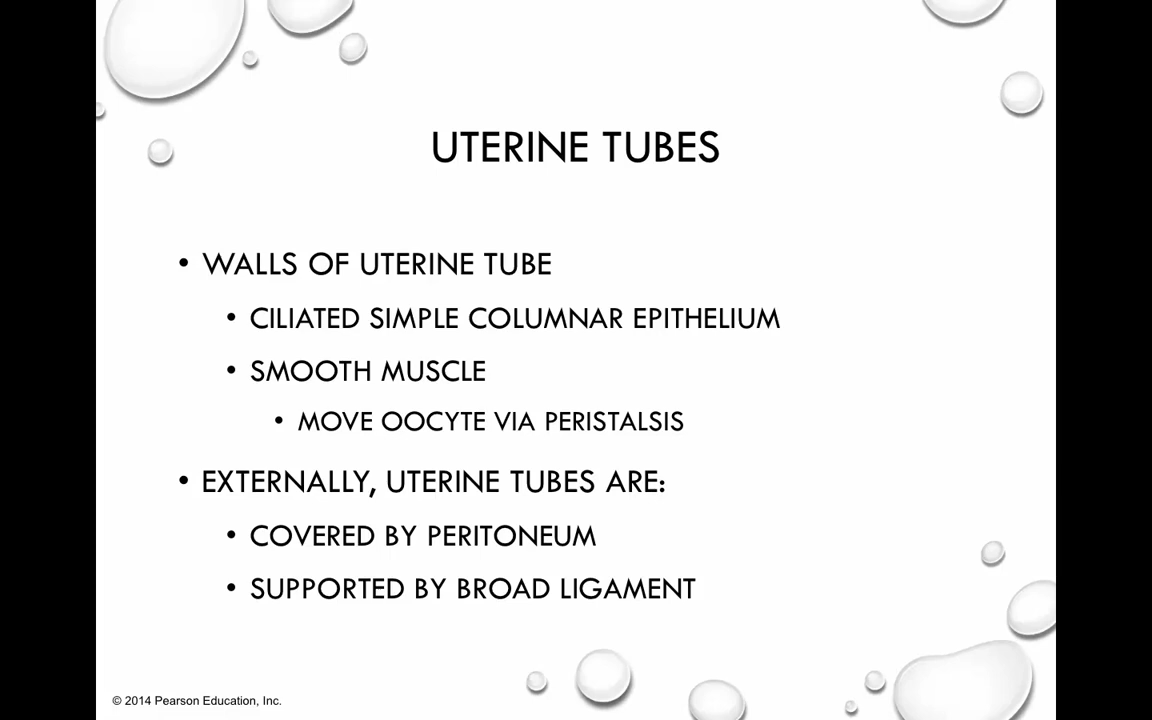 UTERINE TUBES
• WALLS OF UTERINE TUBE
• CILIATED SIMPLE COLUMNAR EPITHELIUM
• SMOOTH MUSCLE
• MOVE OOCYTE VIA PERISTALSIS
• EXTERNALLY, UTERINE TUBES ARE:
• COVERED BY PERITONEUM
• SUPPORTED BY BROAD LIGAMENT
© 2014 Pearson Education, Inc.